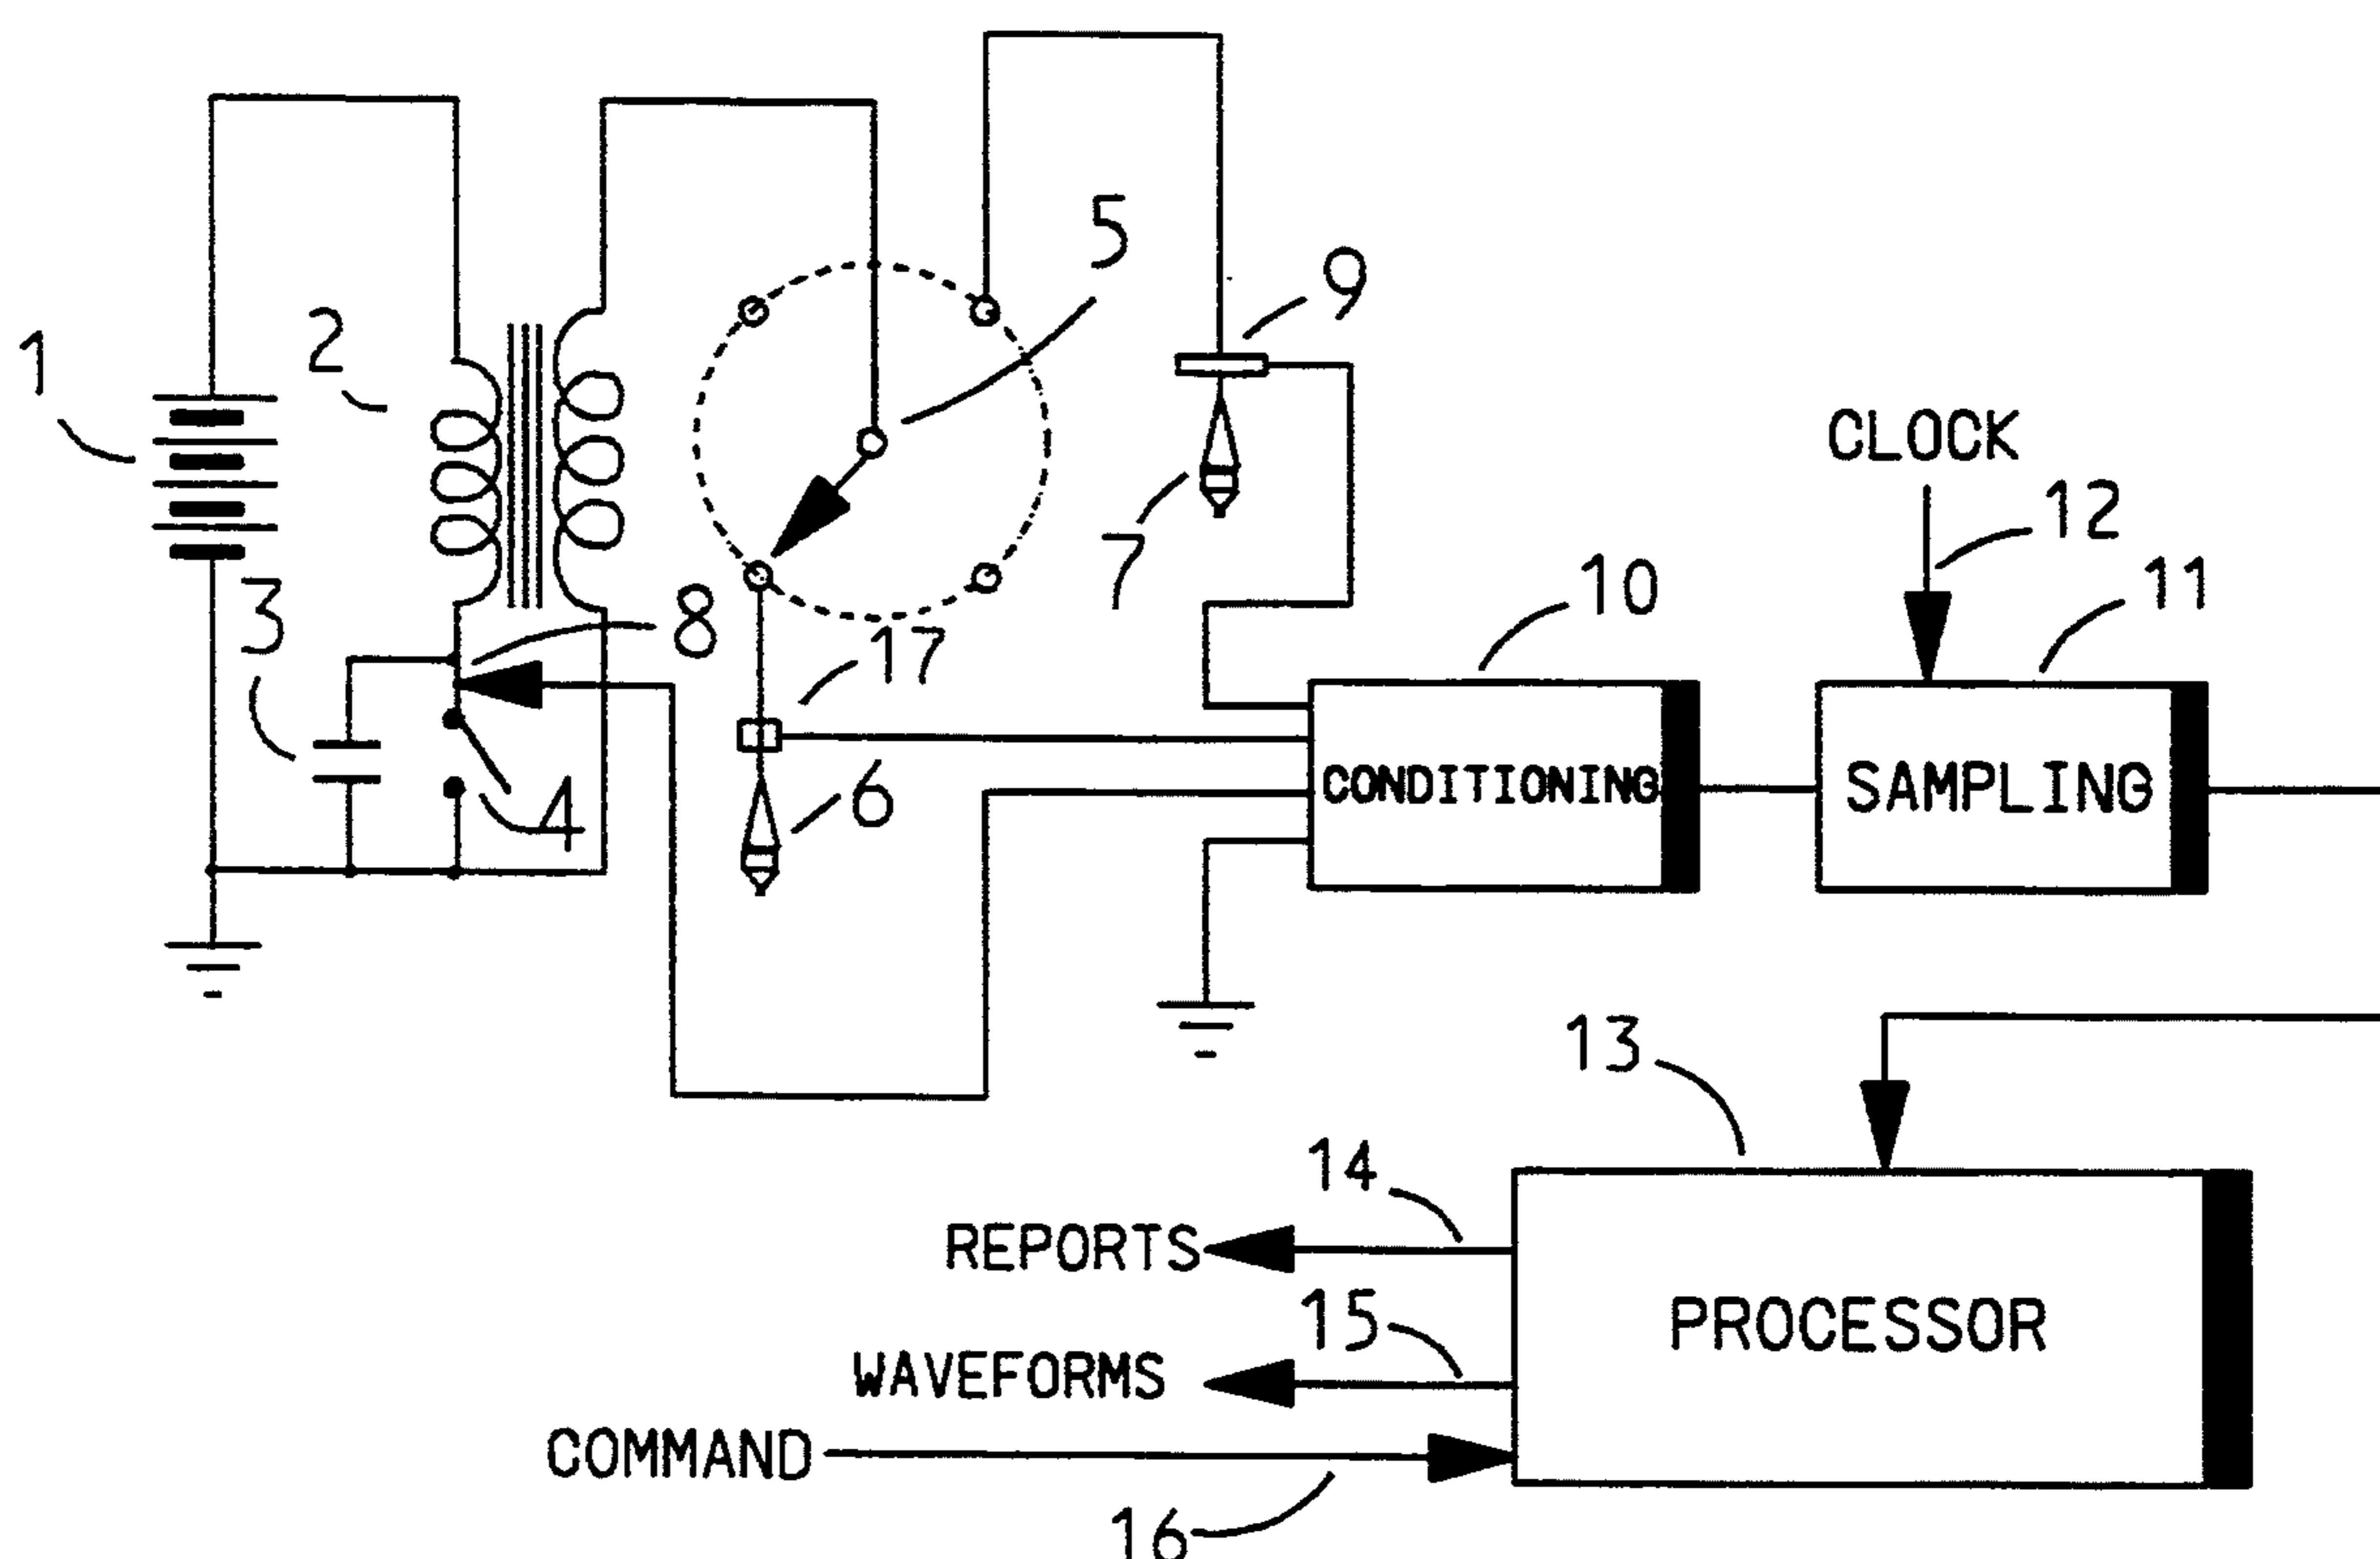 1
2
3
4
5
6
7
8
9
10
11
12
13
14
15
16
17
CLOCK
CONDITIONING
SAMPLING
PROCESSOR
REPORTS
WAVEFORMS
COMMAND